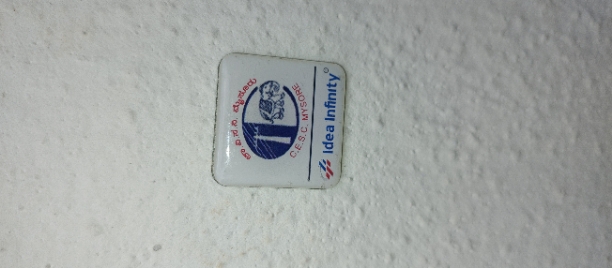 ಚಾ.ವಿ.ಸ.ನಿ. ಮೈಸೂರು
C.E.S.C. MYSORE
Idea Infinity